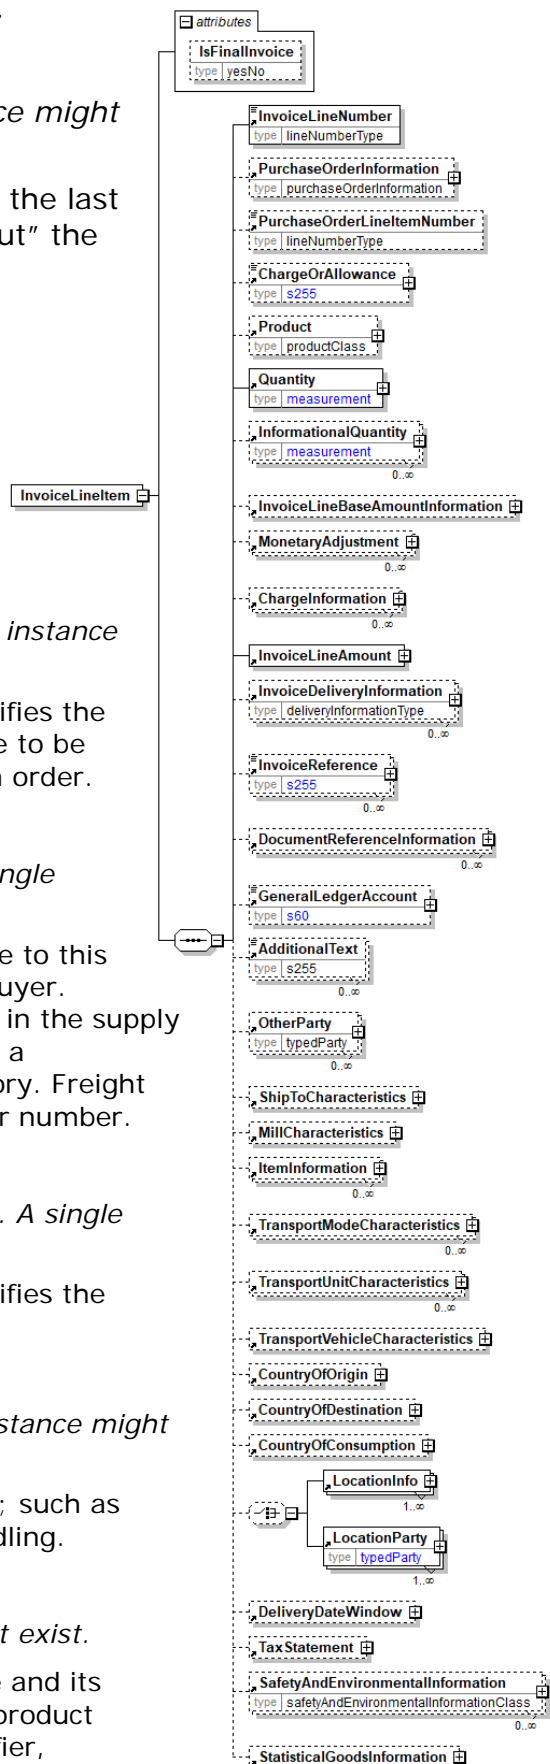 attributes
IsFinalInvoice
type yesNo
ce might
InvoiceLineNumber
type lineNumberType
PurchaseOrderInformation
type purchaseOrderInformation
the last
PurchaseOrderLineItemNumber
type lineNumberType
ut” the
ChargeOrAllowance
type s255
Product
type productClass
Quantity
type measurement
InformationalQuantity
type measurement
0..∞
InvoiceLineItem
InvoiceLineBaseAmountInformation
MonetaryAdjustment
0..∞
ChargeInformation
0..∞
instance
InvoiceLineAmount
InvoiceDeliveryInformation
type deliveryInformationType
0..∞
ifies the
e to be
order.
InvoiceReference
type s255
0..∞
DocumentReferenceInformation
0..∞
ngle
GeneralLedgerAccount
type s60
AdditionalText
type s255
0..∞
e to this
uyer.
in the supply
a
ory. Freight
r number.
OtherParty
type typedParty
0..∞
ShipToCharacteristics
MillCharacteristics
ItemInformation
0..∞
. A single
TransportModeCharacteristics
0..∞
TransportUnitCharacteristics
0..∞
ifies the
TransportVehicleCharacteristics
CountryOfOrigin
CountryOfDestination
stance might
CountryOfConsumption
LocationInfo
1..∞
; such as
dling.
LocationParty
type typedParty
1..∞
DeliveryDateWindow
t exist.
TaxStatement
e and its
product
fier,
SafetyAndEnvironmentalInformation
type safetyAndEnvironmentalInformationClass
0..∞
StatisticalGoodsInformation